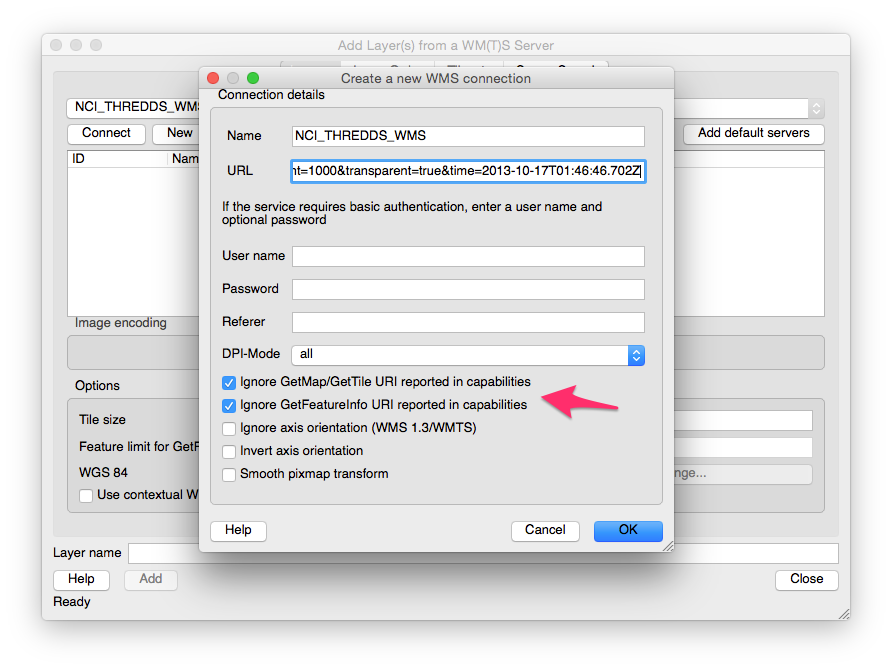 Add Layer(s) from a WM(T)S Server
Create a new WMS connection
Connection details
NCI_THREDDS_WMS
Connect
New
Add default servers
ID
Name
NCI_THREDDS_WMS
URL
nt=1000&transparent=true&time=2013-10-17T01:46:46.702Z
If the service requires basic authentication, enter a user name and
optional password
User name
Password
Referer
DPI-Mode
all
Ignore GetMap/GetTile URI reported in capabilities
Ignore GetFeatureInfo URI reported in capabilities
Ignore axis orientation (WMS 1.3/WMTS)
Invert axis orientation
Smooth pixmap transform
Help
Cancel
OK
Image encoding
Options
Tile size
Feature limit for GetF
WGS 84
nge...
Use contextual W
Layer name
Help
Add
Close
Ready